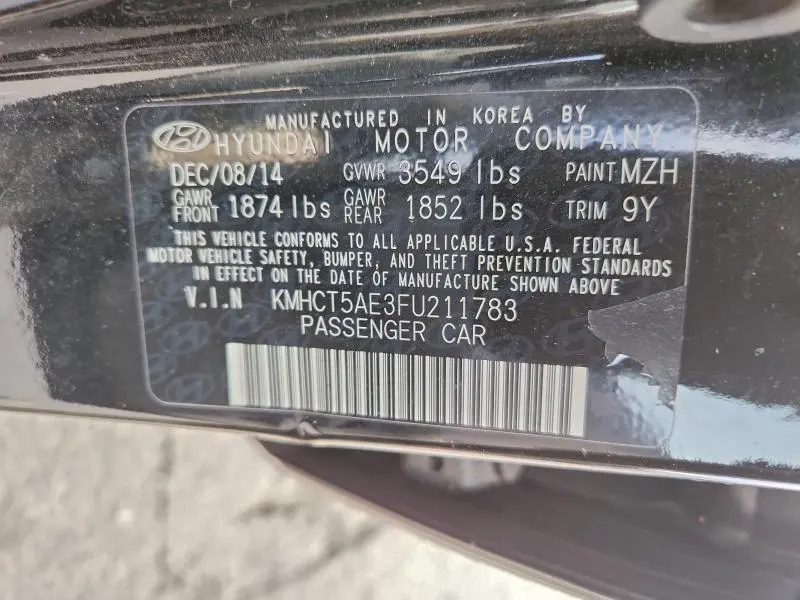 MANUFACTURED IN KOREA BY
HYUNDAI MOTOR COMPANY
DEC/08/14 GVWR 3549 lbs PAINT MZH
GAWR FRONT 1874 lbs GAWR REAR 1852 lbs TRIM 9Y
THIS VEHICLE CONFORMS TO ALL APPLICABLE U.S.A. FEDERAL
MOTOR VEHICLE SAFETY, BUMPER, AND THEFT PREVENTION STANDARDS
IN EFFECT ON THE DATE OF MANUFACTURE SHOWN ABOVE
V.I.N KMHCT5AE3FU211783
PASSENGER CAR